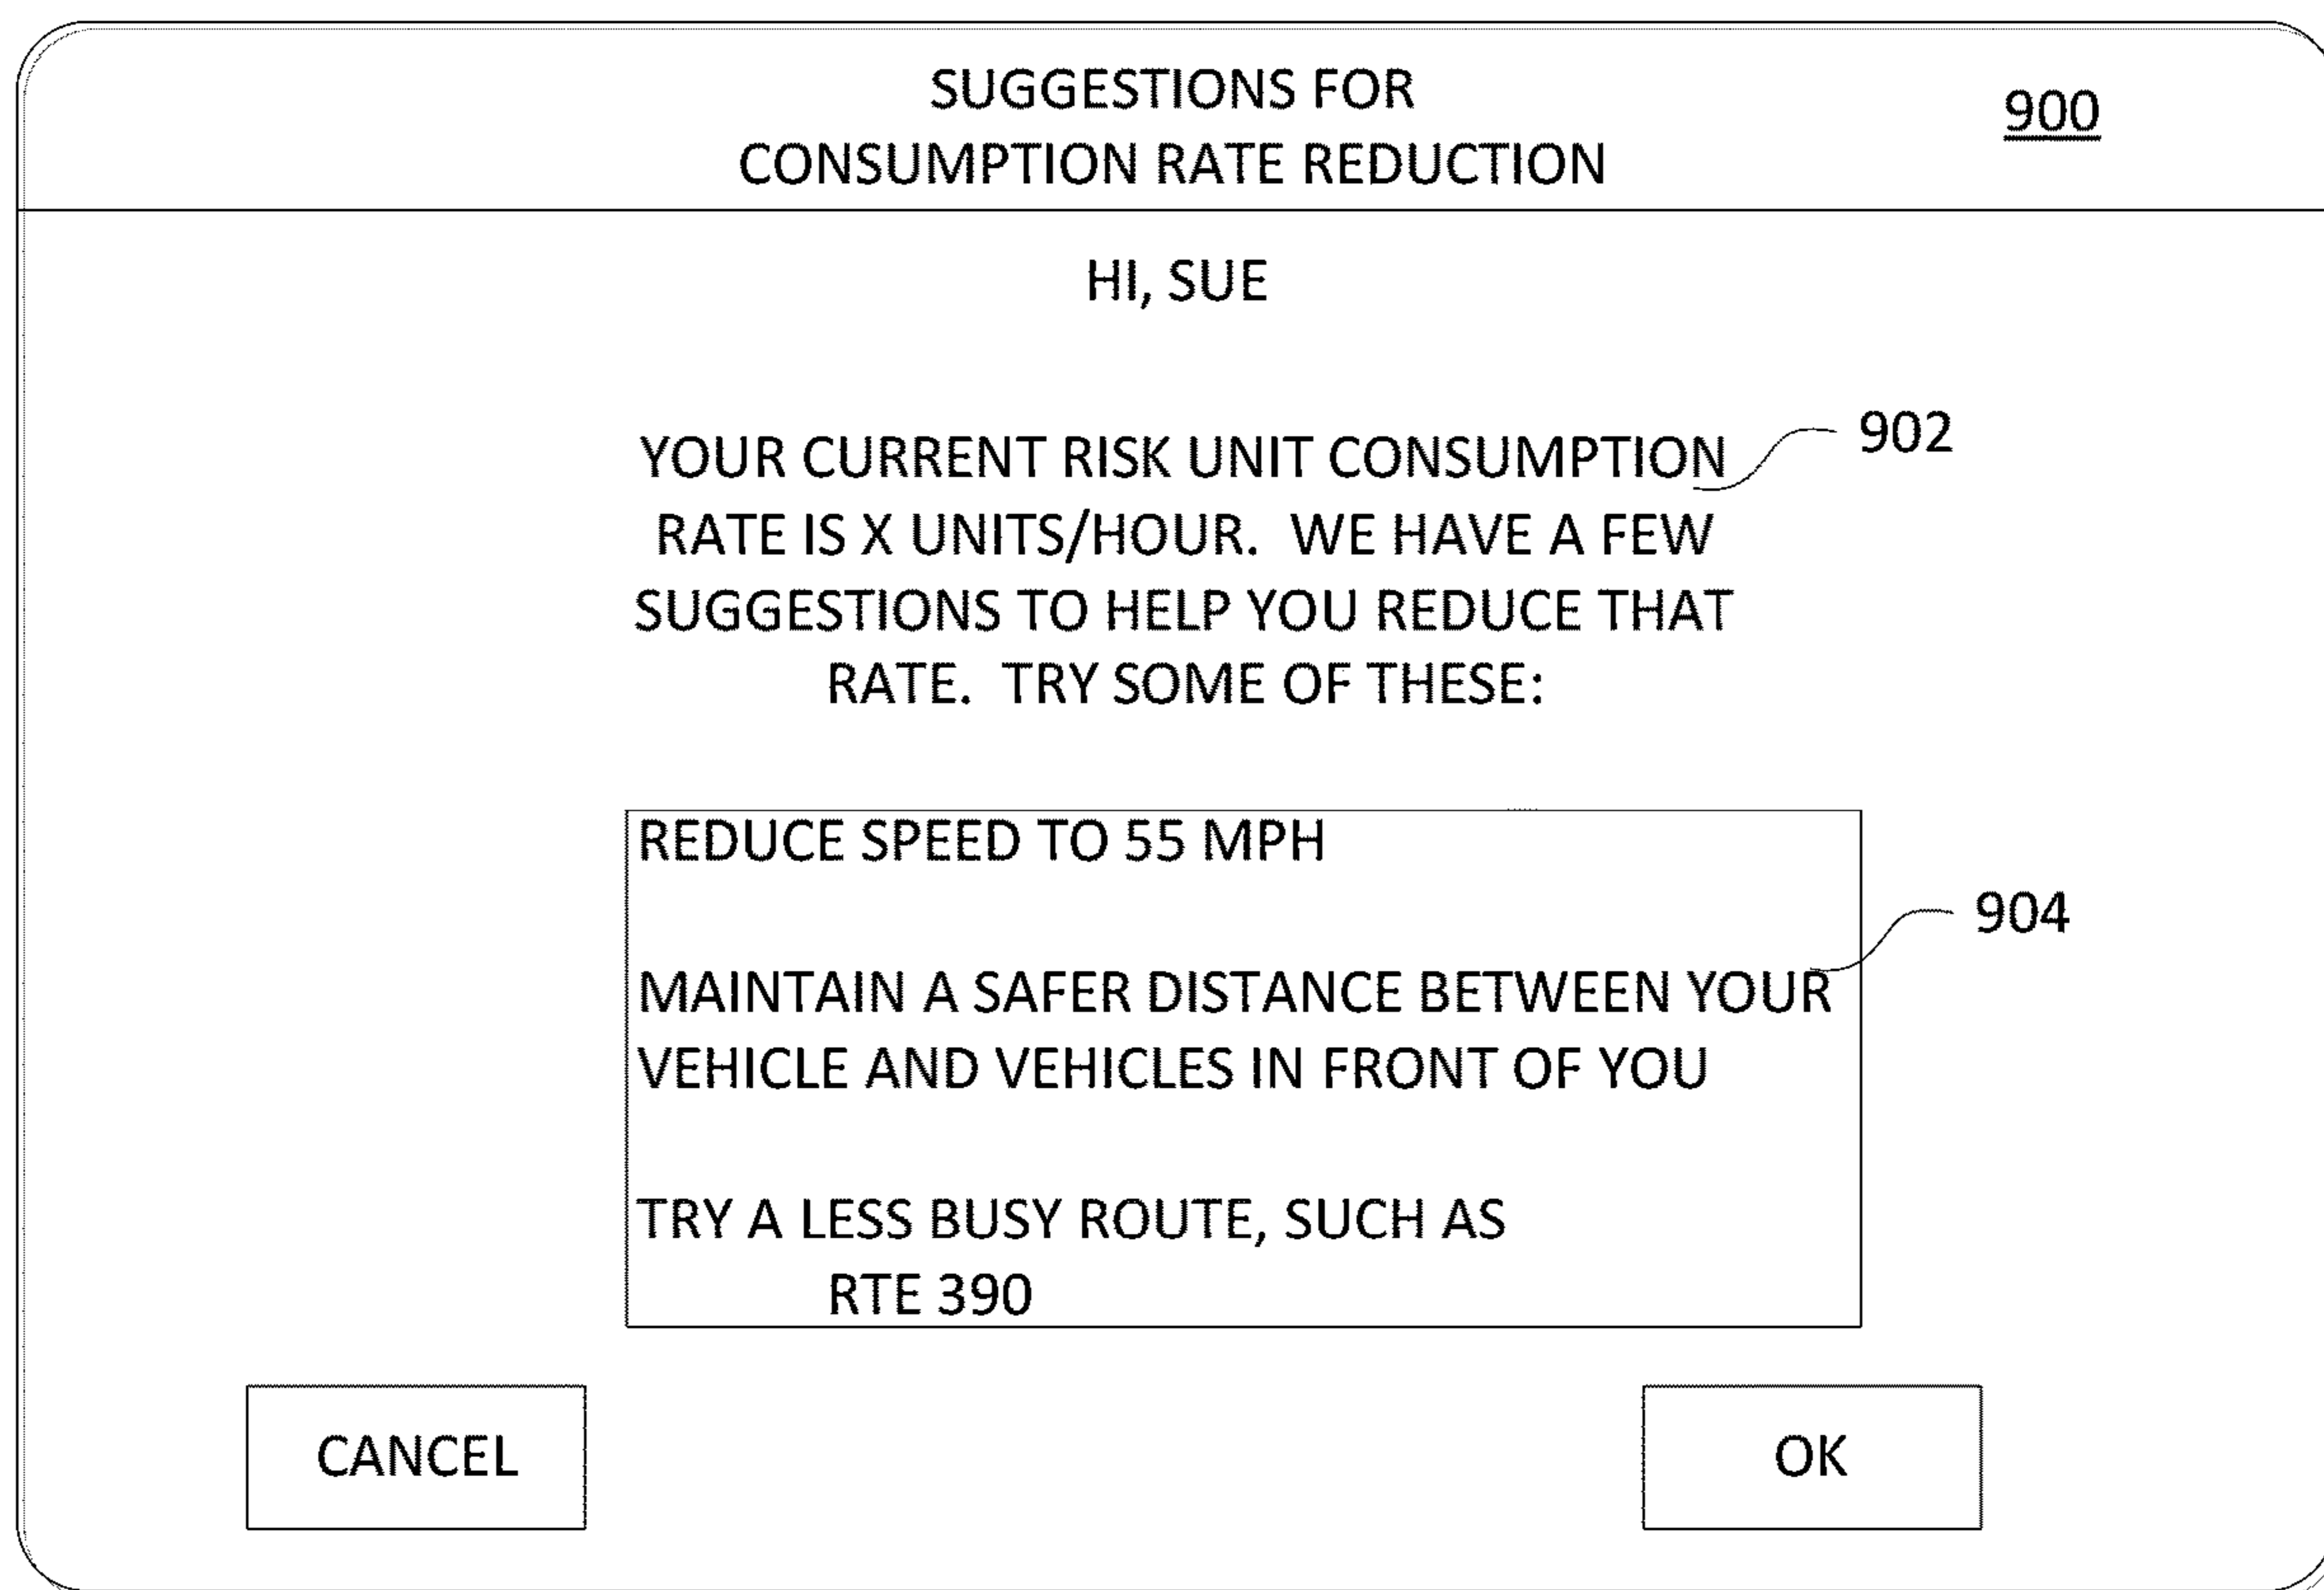 SUGGESTIONS FOR
CONSUMPTION RATE REDUCTION
900
HI, SUE
YOUR CURRENT RISK UNIT CONSUMPTION
RATE IS X UNITS/HOUR.  WE HAVE A FEW
SUGGESTIONS TO HELP YOU REDUCE THAT
RATE.  TRY SOME OF THESE:
902
REDUCE SPEED TO 55 MPH
MAINTAIN A SAFER DISTANCE BETWEEN YOUR
VEHICLE AND VEHICLES IN FRONT OF YOU
904
TRY A LESS BUSY ROUTE, SUCH AS
RTE 390
CANCEL
OK